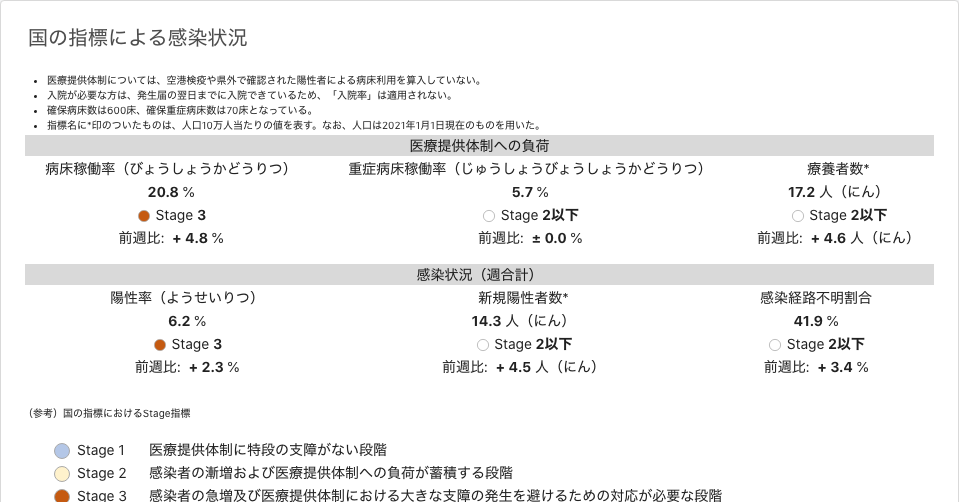 国の指標による感染状況
• 医療提供体制については、空港検疫や県外で確認された陽性者による病床利用を算入していない。
• 入院が必要な方は、発生届の翌日までに入院できているため、「入院率」は適用されない。
• 確保病床数は600床、確保重症病床数は70床となっている。
• 指標名に*印のついたものは、人口10万人当たりの値を表す。なお、人口は2021年1月1日現在のものを用いた。
医療提供体制への負荷
病床稼働率（びょうしょうかどうりつ） 重症病床稼働率（じゅうしょうびょうしょうかどうりつ） 療養者数*
20.8 % 5.7 % 17.2 人（にん）
Stage 3 Stage 2以下 Stage 2以下
前週比: + 4.8 % 前週比: ± 0.0 % 前週比: + 4.6 人（にん）
感染状況（週合計）
陽性率（ようせいりつ） 新規陽性者数* 感染経路不明割合
6.2 % 14.3 人（にん） 41.9 %
Stage 3 Stage 2以下 Stage 2以下
前週比: + 2.3 % 前週比: + 4.5 人（にん） 前週比: + 3.4 %
（参考）国の指標におけるStage指標
Stage 1 医療提供体制に特段の支障がない段階
Stage 2 感染者の漸増および医療提供体制への負荷が蓄積する段階
Stage 3 感染者の急増及び医療提供体制における大きな支障の発生を避けるための対応が必要な段階